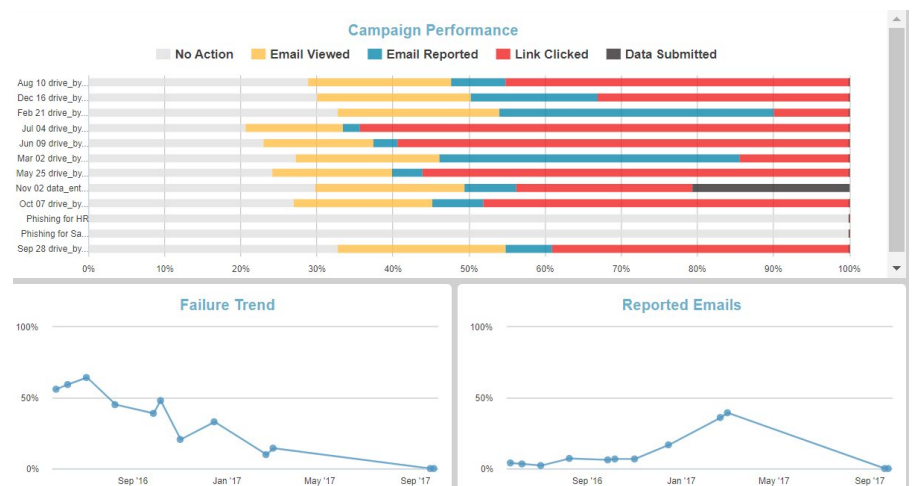 Campaign Performance
No Action Email Viewed Email Reported Link Clicked Data Submitted
Aug 10 drive_by...
Dec 16 drive_by...
Feb 21 drive_by...
Jul 04 drive_by...
Jun 09 drive_by...
Mar 02 drive_by...
May 25 drive_by...
Nov 02 data_ent...
Oct 07 drive_by...
Phishing for HR
Phishing for Sa...
Sep 28 drive_by...
0% 10% 20% 30% 40% 50% 60% 70% 80% 90% 100%
Failure Trend
100%
50%
0%
Sep '16 Jan '17 May '17 Sep '17
Reported Emails
100%
50%
0%
Sep '16 Jan '17 May '17 Sep '17